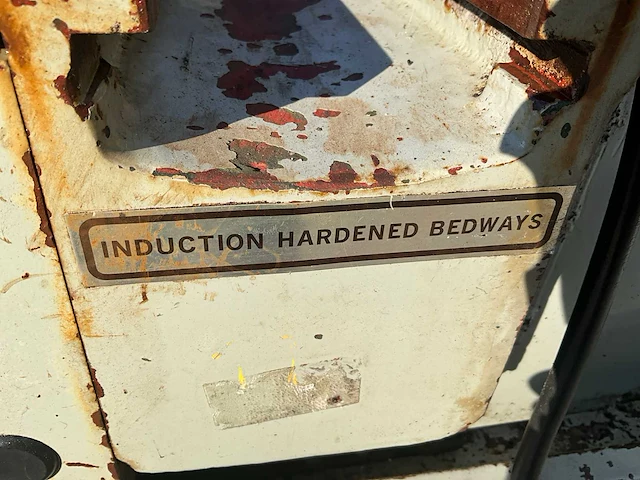 INDUCTION HARDENED BEDWAYS